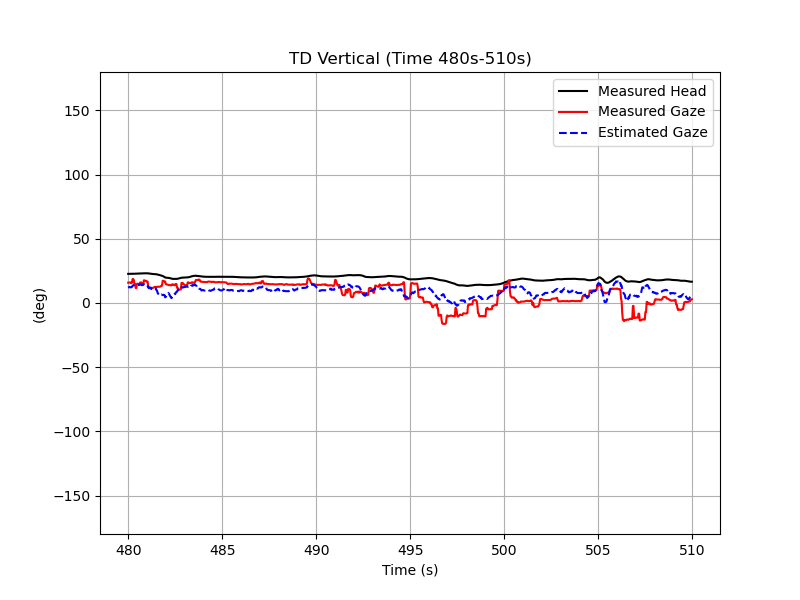 TD Vertical (Time 480s-510s)
Measured Head
Measured Gaze
Estimated Gaze
150
100
50
0
−50
−100
−150
(deg)
480 485 490 495 500 505 510
Time (s)